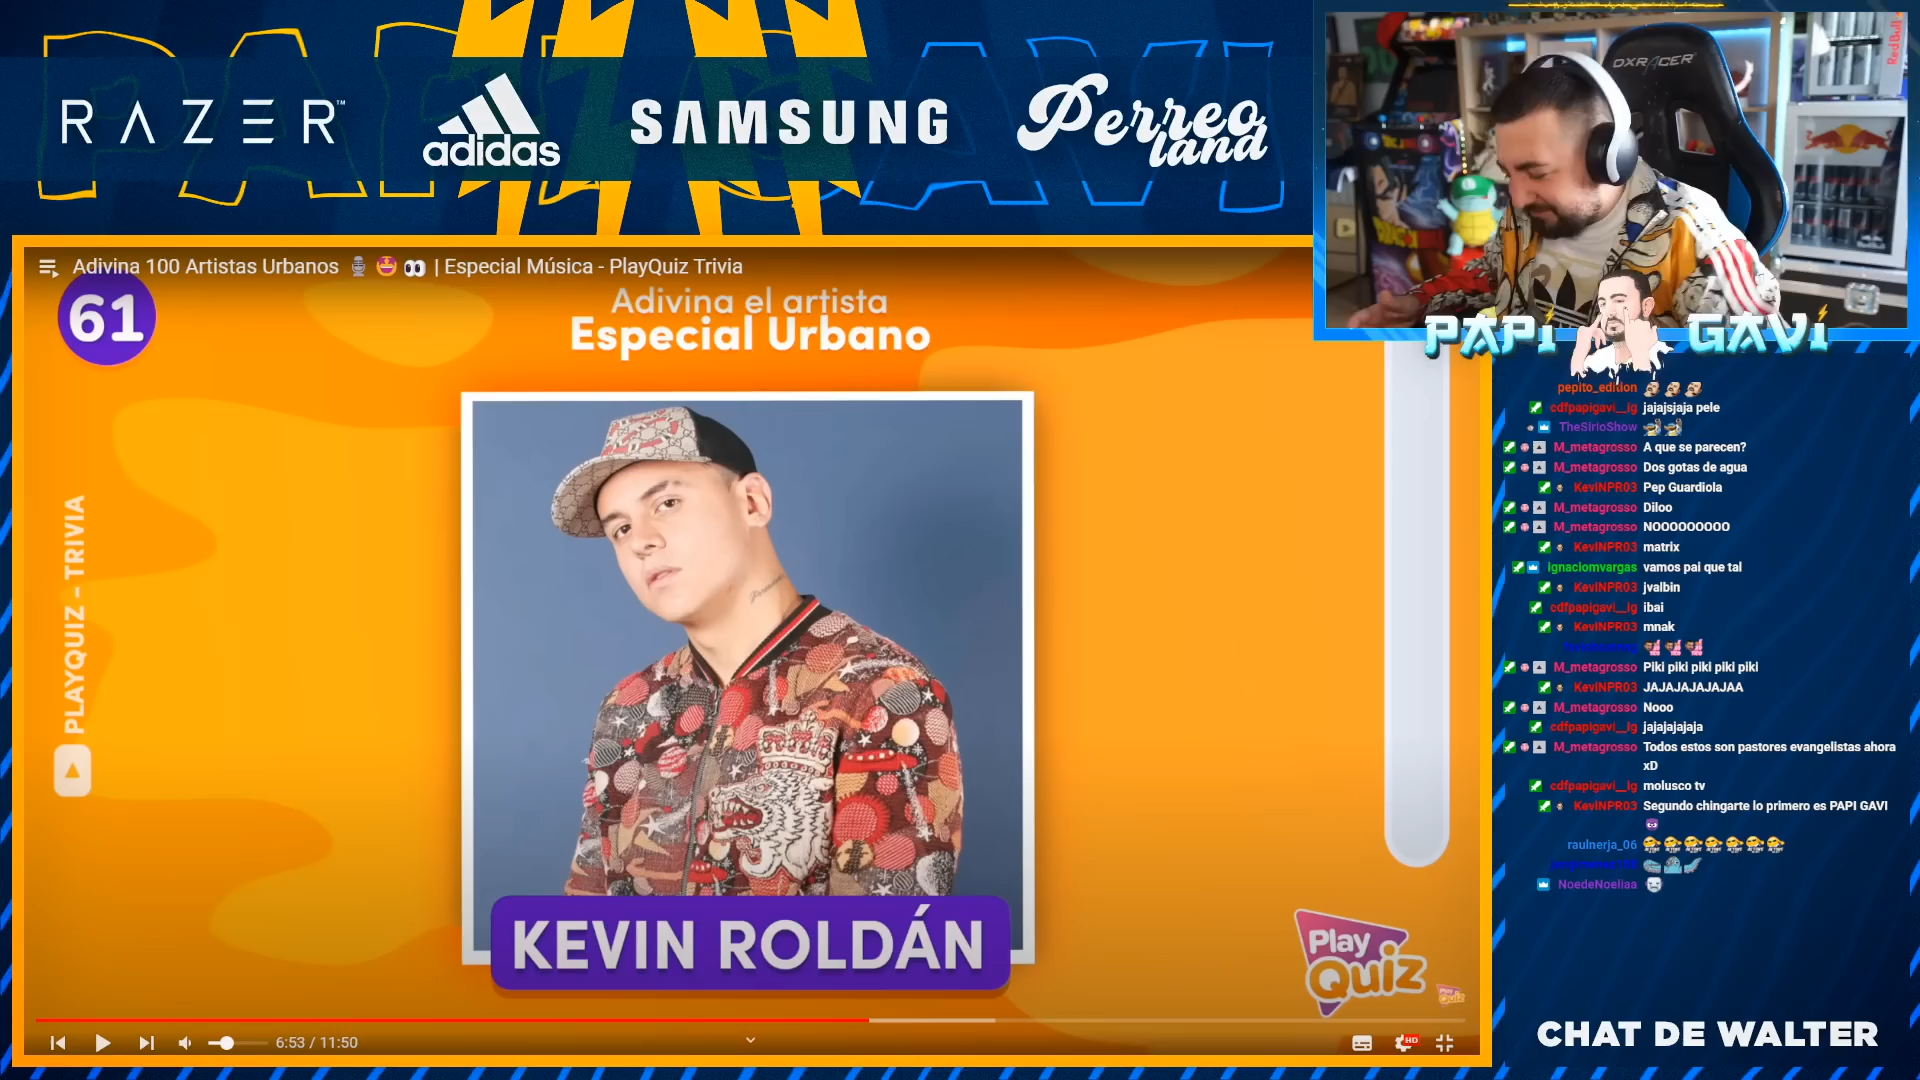 PAPI GAVI
RAZER™
adidas
SAMSUNG
Perreo
land
DXRACER
RedBull
Adivina 100 Artistas Urbanos 🎙️ 🤩 👀 | Especial Música - PlayQuiz Trivia
61
Adivina el artista
Especial Urbano
PLAYQUIZ - TRIVIA
KEVIN ROLDÁN
Play
Quiz
6:53 / 11:50
HD
PAPI GAVI
pepito_edition
cdfpapigavi__ig jajajsjaja pele
TheSirioShow
M_metagrosso A que se parecen?
M_metagrosso Dos gotas de agua
KeviNPR03 Pep Guardiola
M_metagrosso Diloo
M_metagrosso NOOOOOOOOO
KeviNPR03 matrix
ignaciomvargas vamos pai que tal
KeviNPR03 jvalbin
cdfpapigavi__ig ibai
KeviNPR03 mnak
M_metagrosso Piki piki piki piki piki
KeviNPR03 JAJAJAJAJAJAA
M_metagrosso Nooo
cdfpapigavi__ig jajajajajaja
M_metagrosso Todos estos son pastores evangelistas ahora
xD
cdfpapigavi__ig molusco tv
KeviNPR03 Segundo chingarte lo primero es PAPI GAVI
raulnerja_06
NoedeNoeliaa
CHAT DE WALTER